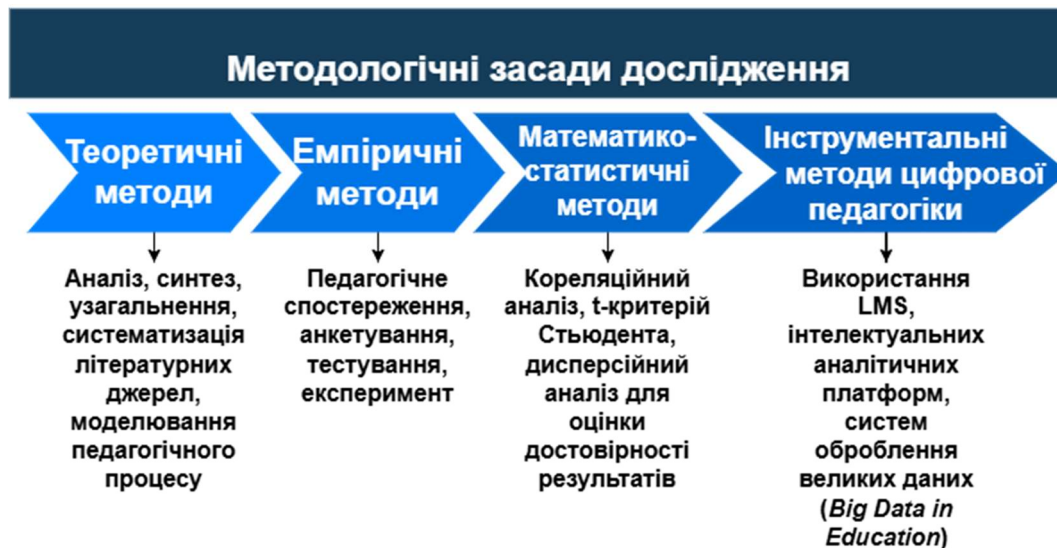 Методологічні засади дослідження
Теоретичні
методи
Емпіричні
методи
Математико-
статистичні
методи
Інструментальні
методи цифрової
педагогіки
Аналіз, синтез,
узагальнення,
систематизація
літературних
джерел,
моделювання
педагогічного
процесу
Педагогічне
спостереження,
анкетування,
тестування,
експеримент
Кореляційний
аналіз, t-критерій
Стьюдента,
дисперсійний
аналіз для
оцінки
достовірності
результатів
Використання
LMS,
інтелектуальних
аналітичних
платформ,
систем
оброблення
великих даних
(Big Data in
Education)